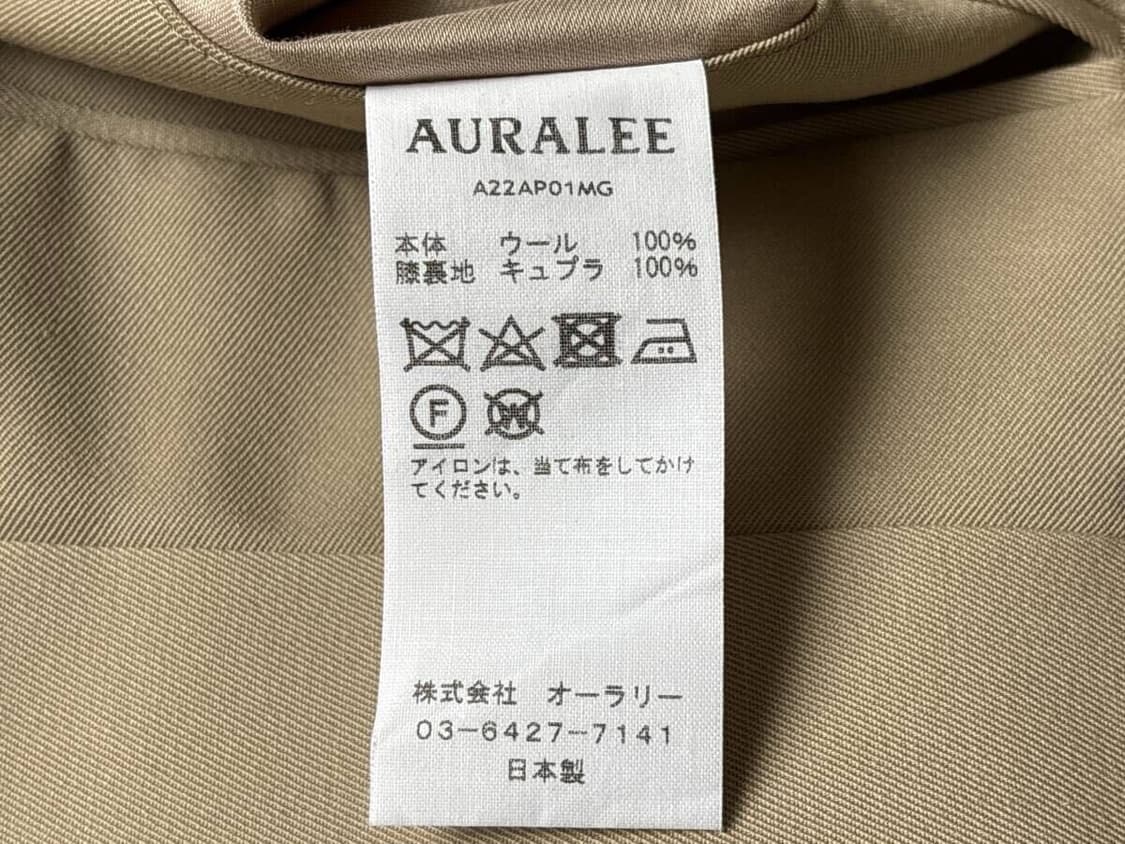 AURALEE
A22AP01MG
本体 ウール 100%
膝裏地 キュプラ 100%
F W
アイロンは、当て布をしてかけ
てください。
株式会社 オーラリー
03-6427-7141
日本製